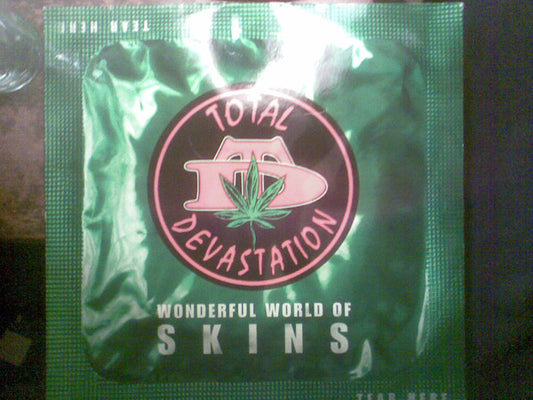 TEAR HERE
TOTAL
TD
DEVASTATION
WONDERFUL WORLD OF
SKINS
TEAR HERE